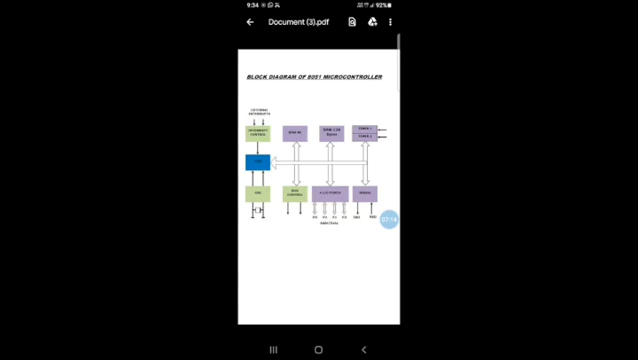 9:34
92%
Document (3).pdf
BLOCK DIAGRAM OF 8051 MICROCONTROLLER
EXTERNAL
INTERRUPTS
INTERRUPT
CONTROL
ROM 4K
RAM 128
Bytes
TIMER 1
TIMER 2
CPU
OSC
BUS
CONTROL
4 I/O PORTS
SERIAL
P0
P2
P1
P3
TXD
RXD
07:14